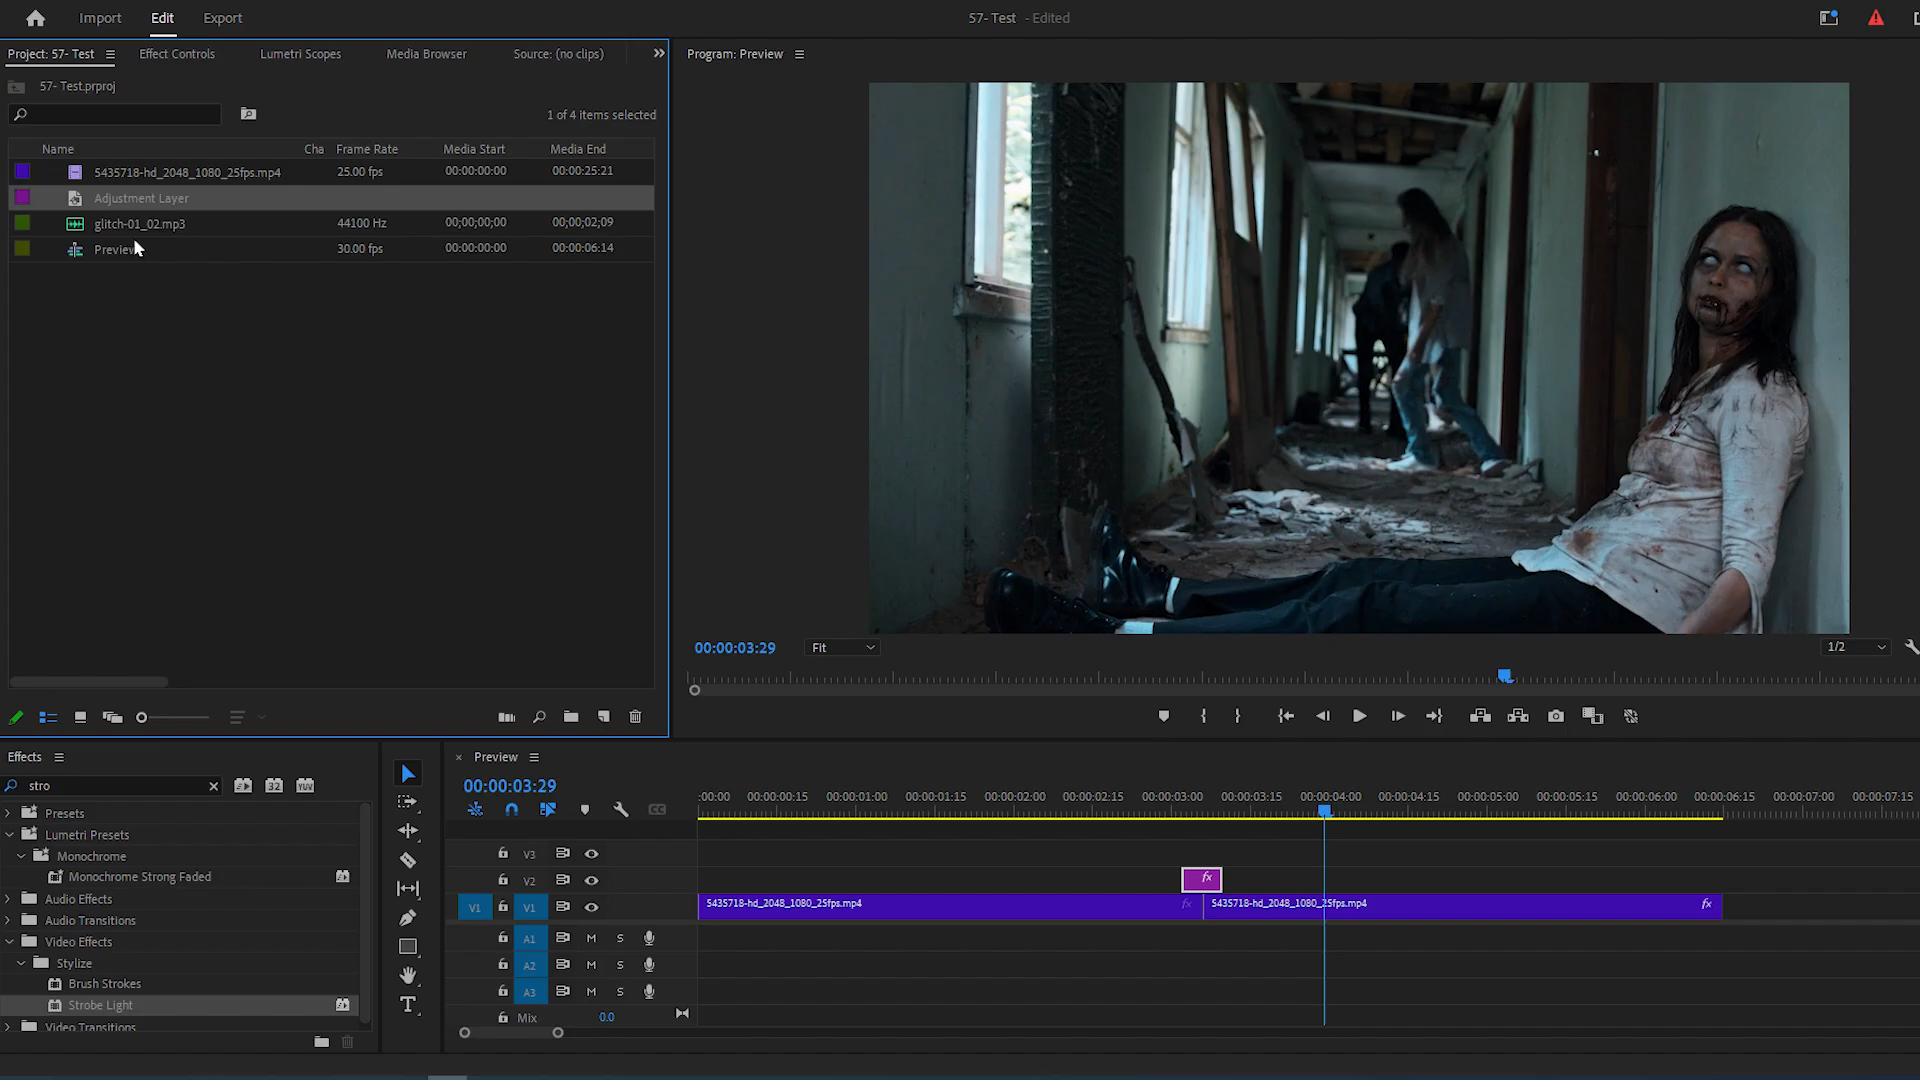 Import Edit Export 57- Test - Edited
Project: 57- Test Effect Controls Lumetri Scopes Media Browser Source: (no clips) Program: Preview
57- Test.prproj
1 of 4 items selected
Name Cha Frame Rate Media Start Media End
5435718-hd_2048_1080_25fps.mp4 25.00 fps 00:00:00:00 00:00:25:21
Adjustment Layer
glitch-01_02.mp3 44100 Hz 00;00;00;00 00;00;02;09
Preview 30.00 fps 00:00:00:00 00:00:06:14
00:00:03:29 Fit 1/2
Effects Preview
stro 32 YUV 00:00:03:29
:00:00 00:00:00:15 00:00:01:00 00:00:01:15 00:00:02:00 00:00:02:15 00:00:03:00 00:00:03:15 00:00:04:00 00:00:04:15 00:00:05:00 00:00:05:15 00:00:06:00 00:00:06:15 00:00:07:00 00:00:07:15
CC
Presets
Lumetri Presets
Monochrome V3
Monochrome Strong Faded V2 fx
Audio Effects V1 V1 5435718-hd_2048_1080_25fps.mp4 fx 5435718-hd_2048_1080_25fps.mp4 fx
Audio Transitions
Video Effects A1 M S
Stylize A2 M S
Brush Strokes A3 M S
Strobe Light T Mix 0.0
Video Transitions